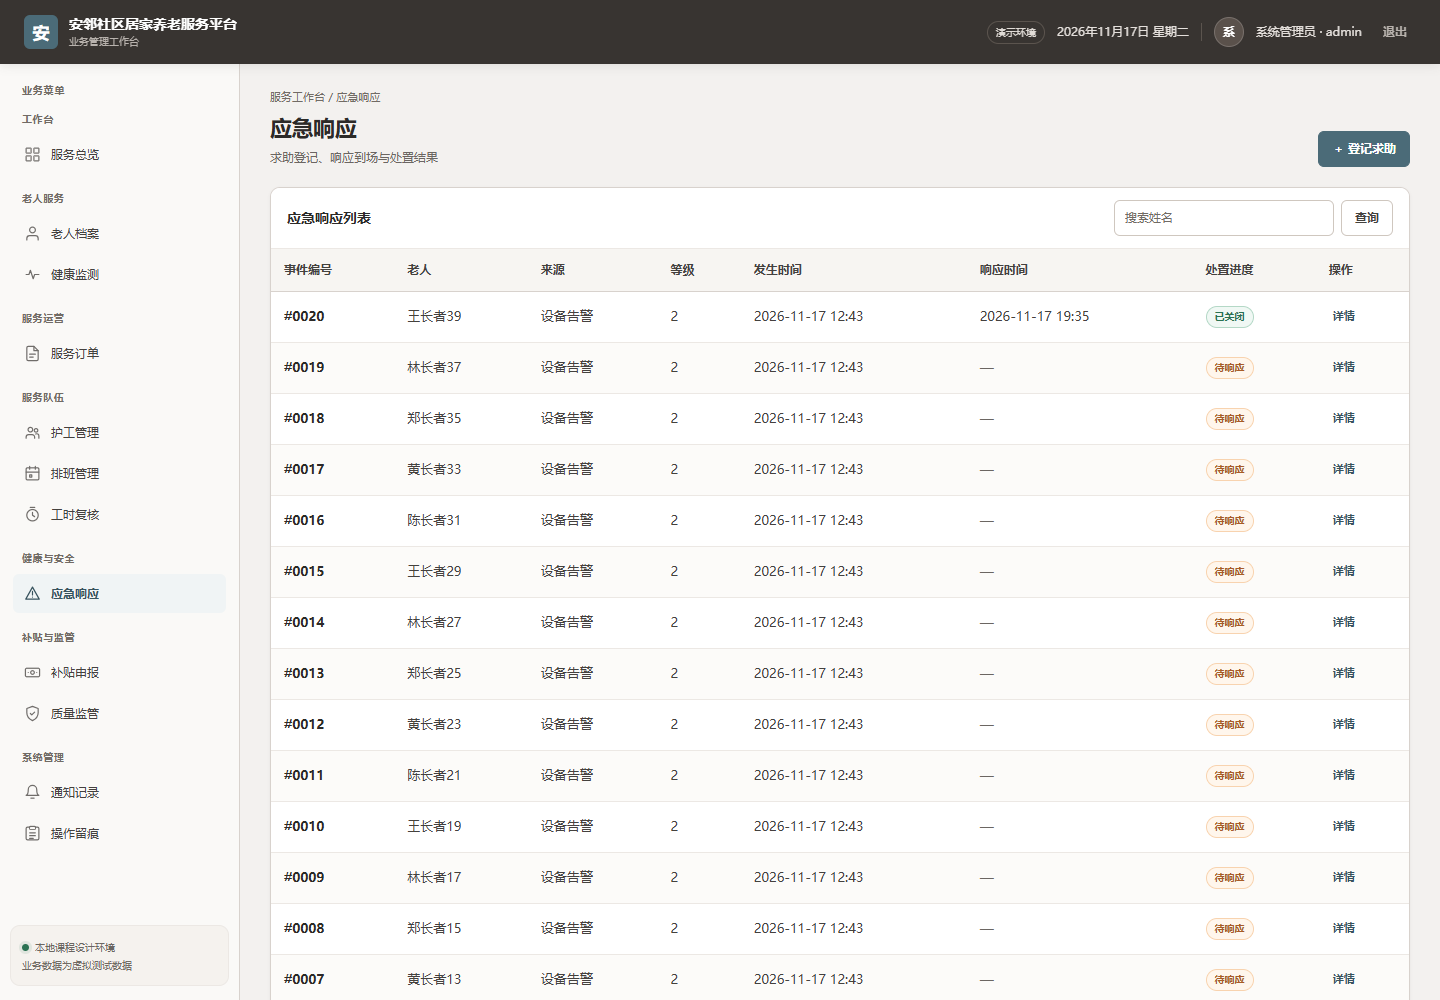 安 安邻社区居家养老服务平台
业务管理工作台
演示环境 2026年11月17日 星期二 系 系统管理员 · admin 退出
业务菜单
工作台
服务总览
老人服务
老人档案
健康监测
服务运营
服务订单
服务队伍
护工管理
排班管理
工时复核
健康与安全
应急响应
补贴与监管
补贴申报
质量监管
系统管理
通知记录
操作留痕
本地课程设计环境
业务数据为虚拟测试数据
服务工作台 / 应急响应
应急响应
求助登记、响应到场与处置结果
+ 登记求助
应急响应列表 搜索姓名 查询
事件编号 老人 来源 等级 发生时间 响应时间 处置进度 操作
#0020 王长者39 设备告警 2 2026-11-17 12:43 2026-11-17 19:35 已关闭 详情
#0019 林长者37 设备告警 2 2026-11-17 12:43 — 待响应 详情
#0018 郑长者35 设备告警 2 2026-11-17 12:43 — 待响应 详情
#0017 黄长者33 设备告警 2 2026-11-17 12:43 — 待响应 详情
#0016 陈长者31 设备告警 2 2026-11-17 12:43 — 待响应 详情
#0015 王长者29 设备告警 2 2026-11-17 12:43 — 待响应 详情
#0014 林长者27 设备告警 2 2026-11-17 12:43 — 待响应 详情
#0013 郑长者25 设备告警 2 2026-11-17 12:43 — 待响应 详情
#0012 黄长者23 设备告警 2 2026-11-17 12:43 — 待响应 详情
#0011 陈长者21 设备告警 2 2026-11-17 12:43 — 待响应 详情
#0010 王长者19 设备告警 2 2026-11-17 12:43 — 待响应 详情
#0009 林长者17 设备告警 2 2026-11-17 12:43 — 待响应 详情
#0008 郑长者15 设备告警 2 2026-11-17 12:43 — 待响应 详情
#0007 黄长者13 设备告警 2 2026-11-17 12:43 — 待响应 详情